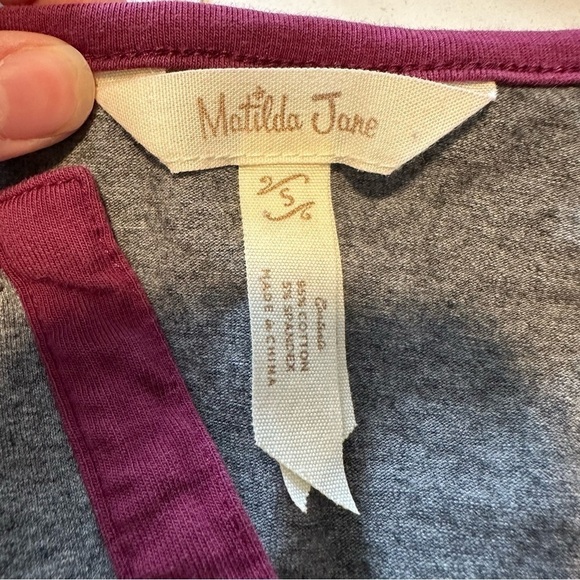 Matilda Jane
S
Content:
95% COTTON
5% SPANDEX
MADE in CHINA